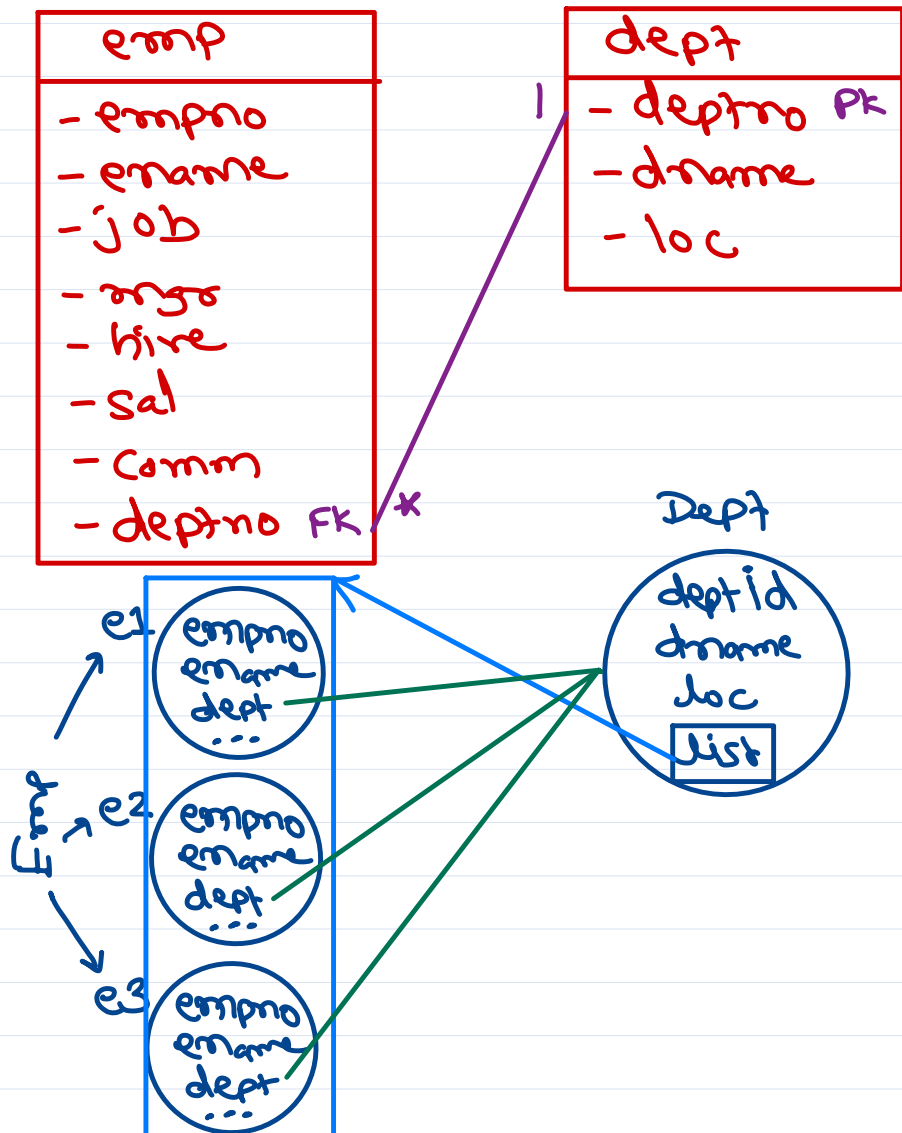 emp
- empno
- ename
- job
- mgr
- hire
- sal
- comm
- deptno FK *
dept
1 - deptno PK
- dname
- loc
Emp
e1
empno
ename
dept
...
e2
empno
ename
dept
...
e3
empno
ename
dept
...
Dept
deptid
dname
loc
list